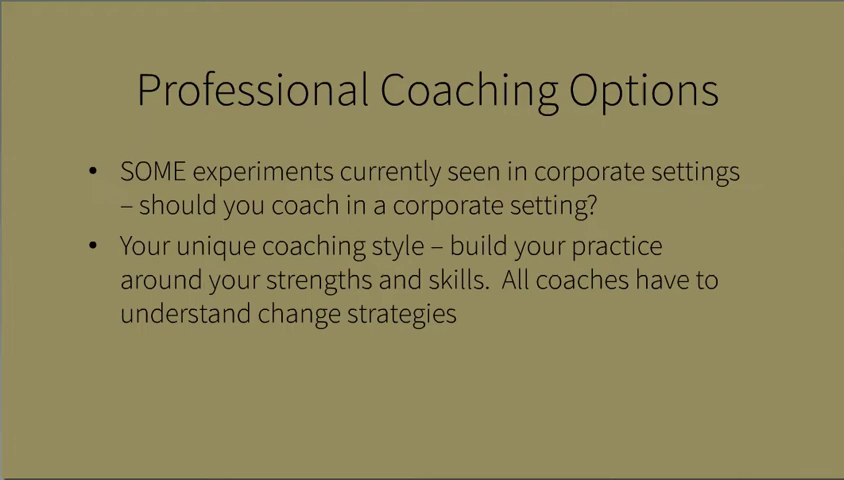 Professional Coaching Options
• SOME experiments currently seen in corporate settings
– should you coach in a corporate setting?
• Your unique coaching style – build your practice
around your strengths and skills.  All coaches have to
understand change strategies